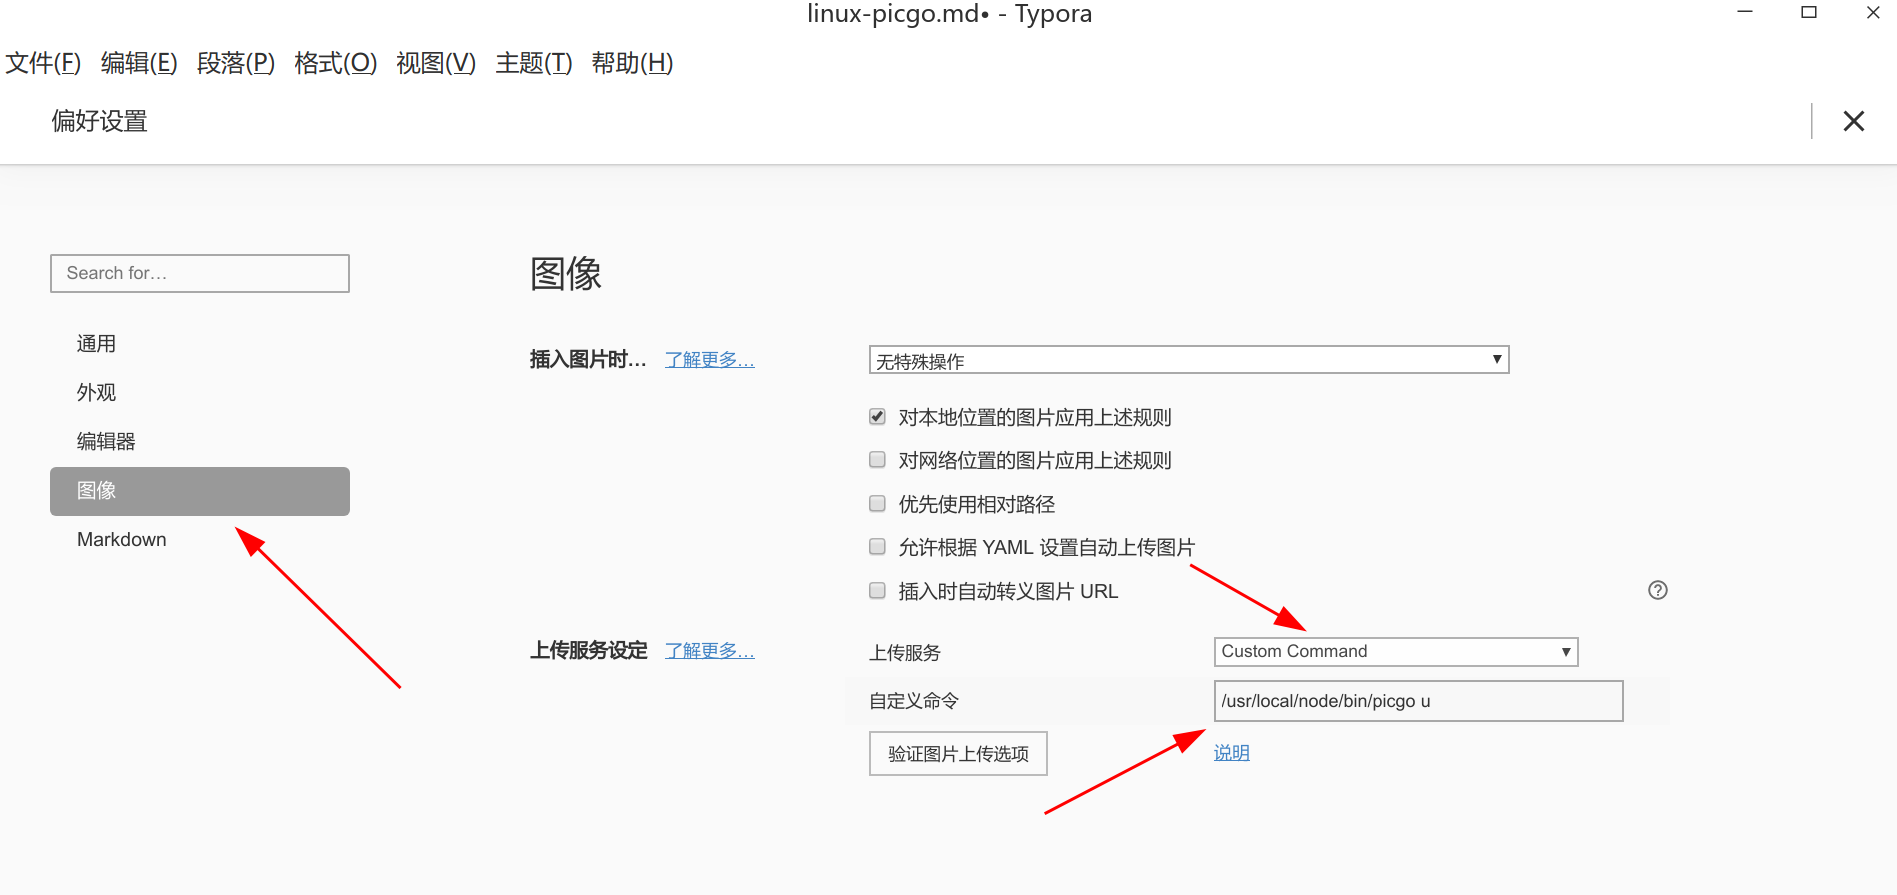 linux-picgo.md• - Typora
文件(F) 编辑(E) 段落(P) 格式(O) 视图(V) 主题(T) 帮助(H)
偏好设置
Search for…
通用
外观
编辑器
图像
Markdown
图像
插入图片时… 了解更多… 无特殊操作
对本地位置的图片应用上述规则
对网络位置的图片应用上述规则
优先使用相对路径
允许根据 YAML 设置自动上传图片
插入时自动转义图片 URL
上传服务设定 了解更多… 上传服务 Custom Command
自定义命令 /usr/local/node/bin/picgo u
验证图片上传选项 说明